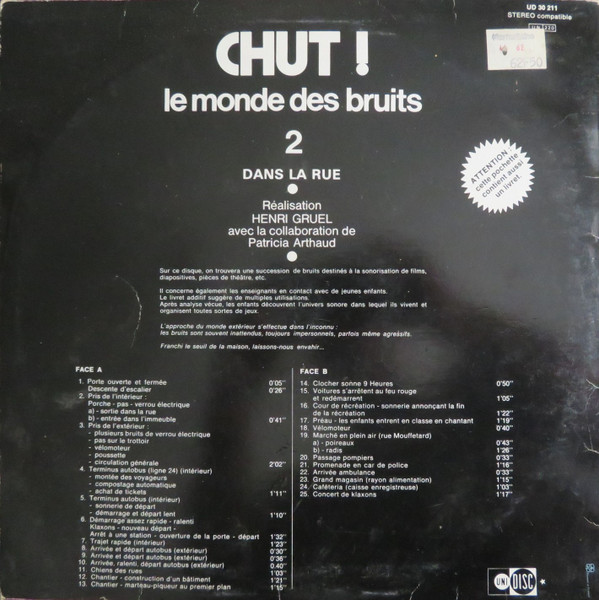 UD 30 211
STEREO compatible
CHUT !
le monde des bruits
2
DANS LA RUE
Réalisation
HENRI GRUEL
avec la collaboration de
Patricia Arthaud
ATTENTION
cette pochette
contient aussi
un livret.
Sur ce disque, on trouvera une succession de bruits destinés à la sonorisation de films,
diapositives, pièces de théâtre, etc.
Il concerne également les enseignants en contact avec de jeunes enfants.
Le livret additif suggère de multiples utilisations.
Après analyse vécue, les enfants découvrent l'univers sonore dans lequel ils vivent et
organisent toutes sortes de jeux.
L'approche du monde extérieur s'effectue dans l'inconnu :
les bruits sont souvent inattendus, toujours impersonnels, parfois même agressifs.
Franchi le seuil de la maison, laissons-nous envahir...
FACE A
1. Porte ouverte et fermée 0'05"
Descente d'escalier 0'26"
2. Pris de l'intérieur :
Porche - pas - verrou électrique
a) - sortie dans la rue
b) - entrée dans l'immeuble 0'41"
3. Pris de l'extérieur :
- plusieurs bruits de verrou électrique
- pas sur le trottoir
- vélomoteur
- poussette
- circulation générale 2'02"
4. Terminus autobus (ligne 24) (intérieur)
- montée des voyageurs
- compostage automatique
- achat de tickets 1'11"
5. Terminus autobus (intérieur)
- sonnerie de départ
- démarrage et départ lent 1'10"
6. Démarrage assez rapide - ralenti
Klaxons - nouveau départ -
Arrêt à une station - ouverture de la porte - départ 1'32"
7. Trajet rapide (intérieur) 1'23"
8. Arrivée et départ autobus (extérieur) 0'30"
9. Arrivée et départ autobus (extérieur) 0'36"
10. Arrivée, ralenti, départ autobus (extérieur) 0.40"
11. Chiens des rues 1'03"
12. Chantier - construction d'un bâtiment 1'21"
13. Chantier - marteau-piqueur au premier plan 1'15"
FACE B
14. Clocher sonne 9 Heures 0'50"
15. Voitures s'arrêtent au feu rouge
et redémarrent 1'05"
16. Cour de récréation - sonnerie annonçant la fin
de la récréation 1'22"
17. Préau - les enfants entrent en classe en chantant 1'19"
18. Vélomoteur 0'40"
19. Marché en plein air (rue Mouffetard)
a) - poireaux 0'43"
b) - radis 1'26"
20. Passage pompiers 0'33"
21. Promenade en car de police 1'16"
22. Arrivée ambulance 0'33"
23. Grand magasin (rayon alimentation) 1'15"
24. Cafétéria (caisse enregistreuse) 1'03"
25. Concert de klaxons 1'17"
UNI DISC